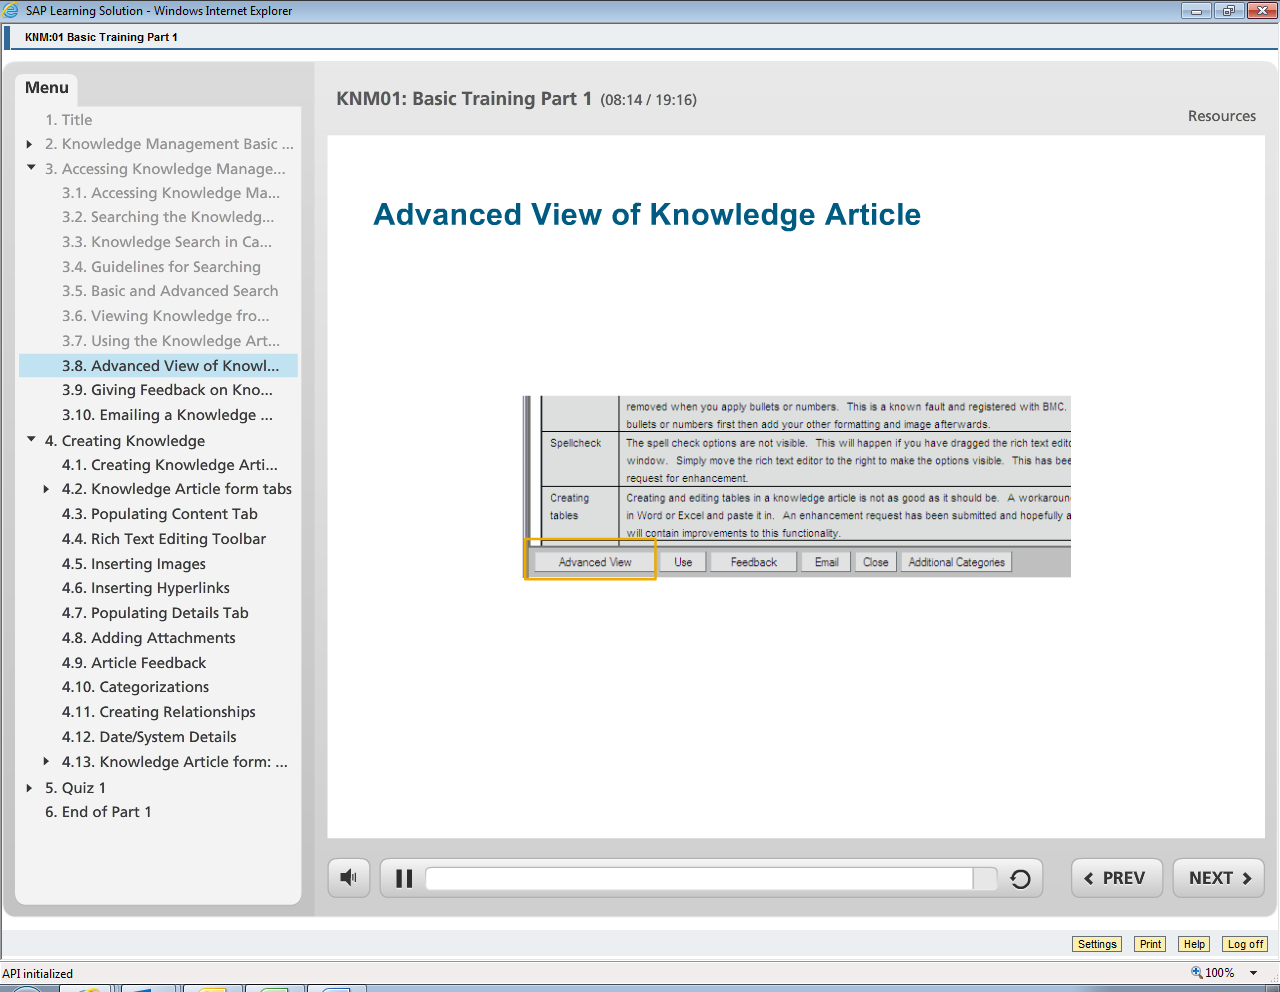 SAP Learning Solution - Windows Internet Explorer
KNM:01 Basic Training Part 1
Menu
1. Title
2. Knowledge Management Basic ...
3. Accessing Knowledge Manage...
3.1. Accessing Knowledge Ma...
3.2. Searching the Knowledg...
3.3. Knowledge Search in Ca...
3.4. Guidelines for Searching
3.5. Basic and Advanced Search
3.6. Viewing Knowledge fro...
3.7. Using the Knowledge Art...
3.8. Advanced View of Knowl...
3.9. Giving Feedback on Kno...
3.10. Emailing a Knowledge ...
4. Creating Knowledge
4.1. Creating Knowledge Arti...
4.2. Knowledge Article form tabs
4.3. Populating Content Tab
4.4. Rich Text Editing Toolbar
4.5. Inserting Images
4.6. Inserting Hyperlinks
4.7. Populating Details Tab
4.8. Adding Attachments
4.9. Article Feedback
4.10. Categorizations
4.11. Creating Relationships
4.12. Date/System Details
4.13. Knowledge Article form: ...
5. Quiz 1
6. End of Part 1
KNM01: Basic Training Part 1 (08:14 / 19:16)
Resources
Advanced View of Knowledge Article
removed when you apply bullets or numbers. This is a known fault and registered with BMC.
bullets or numbers first then add your other formatting and image afterwards.
Spellcheck
The spell check options are not visible. This will happen if you have dragged the rich text edito
window. Simply move the rich text editor to the right to make the options visible. This has bee
request for enhancement.
Creating
tables
Creating and editing tables in a knowledge article is not as good as it should be. A workaroun
in Word or Excel and paste it in. An enhancement request has been submitted and hopefully a
will contain improvements to this functionality.
Advanced View Use Feedback Email Close Additional Categories
PREV NEXT
Settings Print Help Log off
API initialized
100%